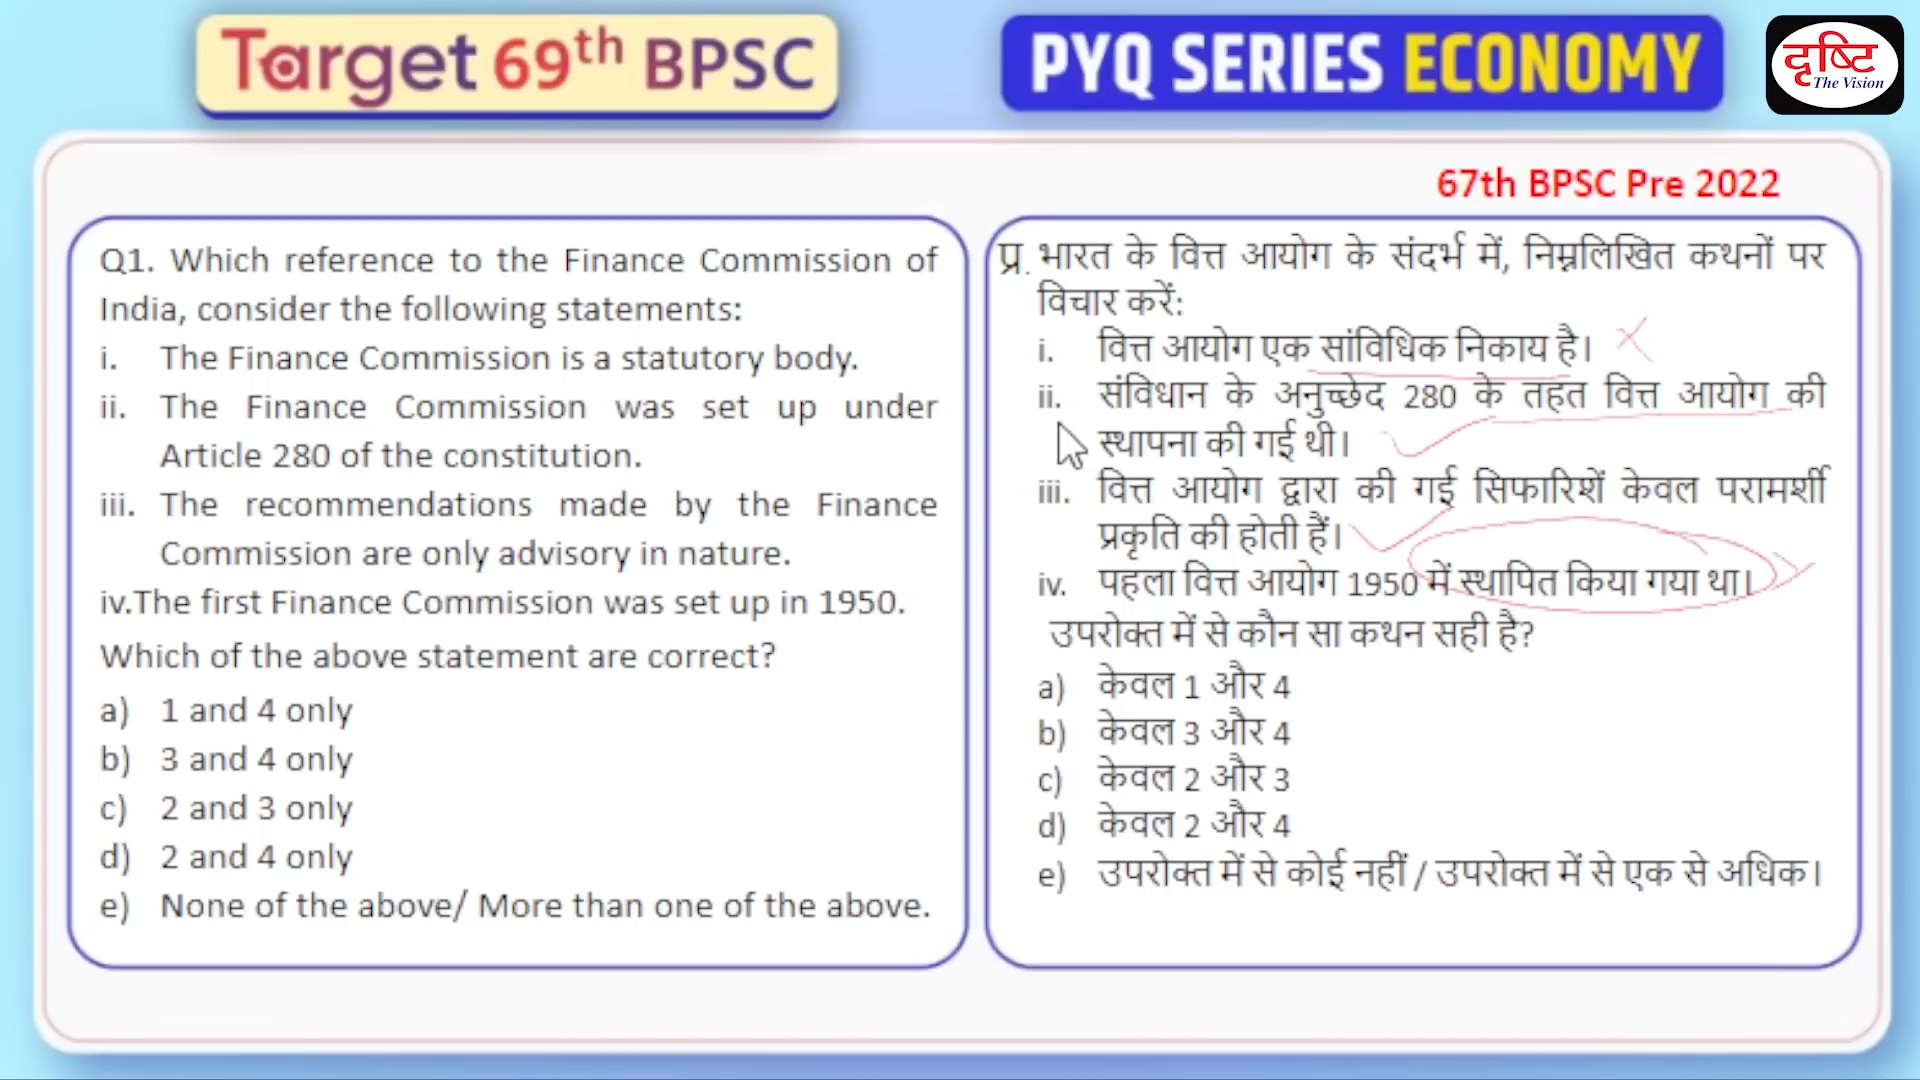 Target 69th BPSC
PYQ SERIES ECONOMY
दृष्टि
The Vision
67th BPSC Pre 2022
Q1. Which reference to the Finance Commission of
India, consider the following statements:
i. The Finance Commission is a statutory body.
ii. The Finance Commission was set up under
Article 280 of the constitution.
iii. The recommendations made by the Finance
Commission are only advisory in nature.
iv.The first Finance Commission was set up in 1950.
Which of the above statement are correct?
a) 1 and 4 only
b) 3 and 4 only
c) 2 and 3 only
d) 2 and 4 only
e) None of the above/ More than one of the above.
प्र. भारत के वित्त आयोग के संदर्भ में, निम्नलिखित कथनों पर
विचार करें:
i. वित्त आयोग एक सांविधिक निकाय है।
ii. संविधान के अनुच्छेद 280 के तहत वित्त आयोग की
स्थापना की गई थी।
iii. वित्त आयोग द्वारा की गई सिफारिशें केवल परामर्शी
प्रकृति की होती हैं।
iv. पहला वित्त आयोग 1950 में स्थापित किया गया था।
उपरोक्त में से कौन सा कथन सही है?
a) केवल 1 और 4
b) केवल 3 और 4
c) केवल 2 और 3
d) केवल 2 और 4
e) उपरोक्त में से कोई नहीं / उपरोक्त में से एक से अधिक।